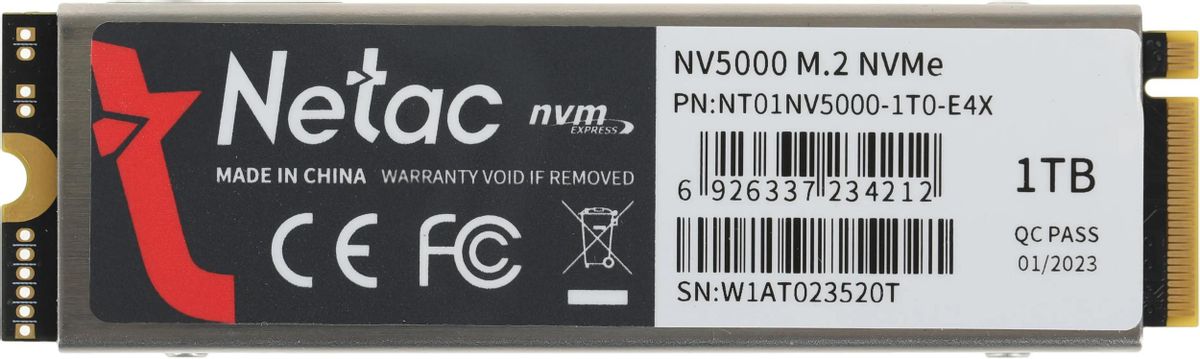 Netac
nvm
EXPRESS
MADE IN CHINA WARRANTY VOID IF REMOVED
CE FC
NV5000 M.2 NVMe
PN:NT01NV5000-1T0-E4X
6 926337 234212
1TB
QC PASS
01/2023
SN:W1AT023520T